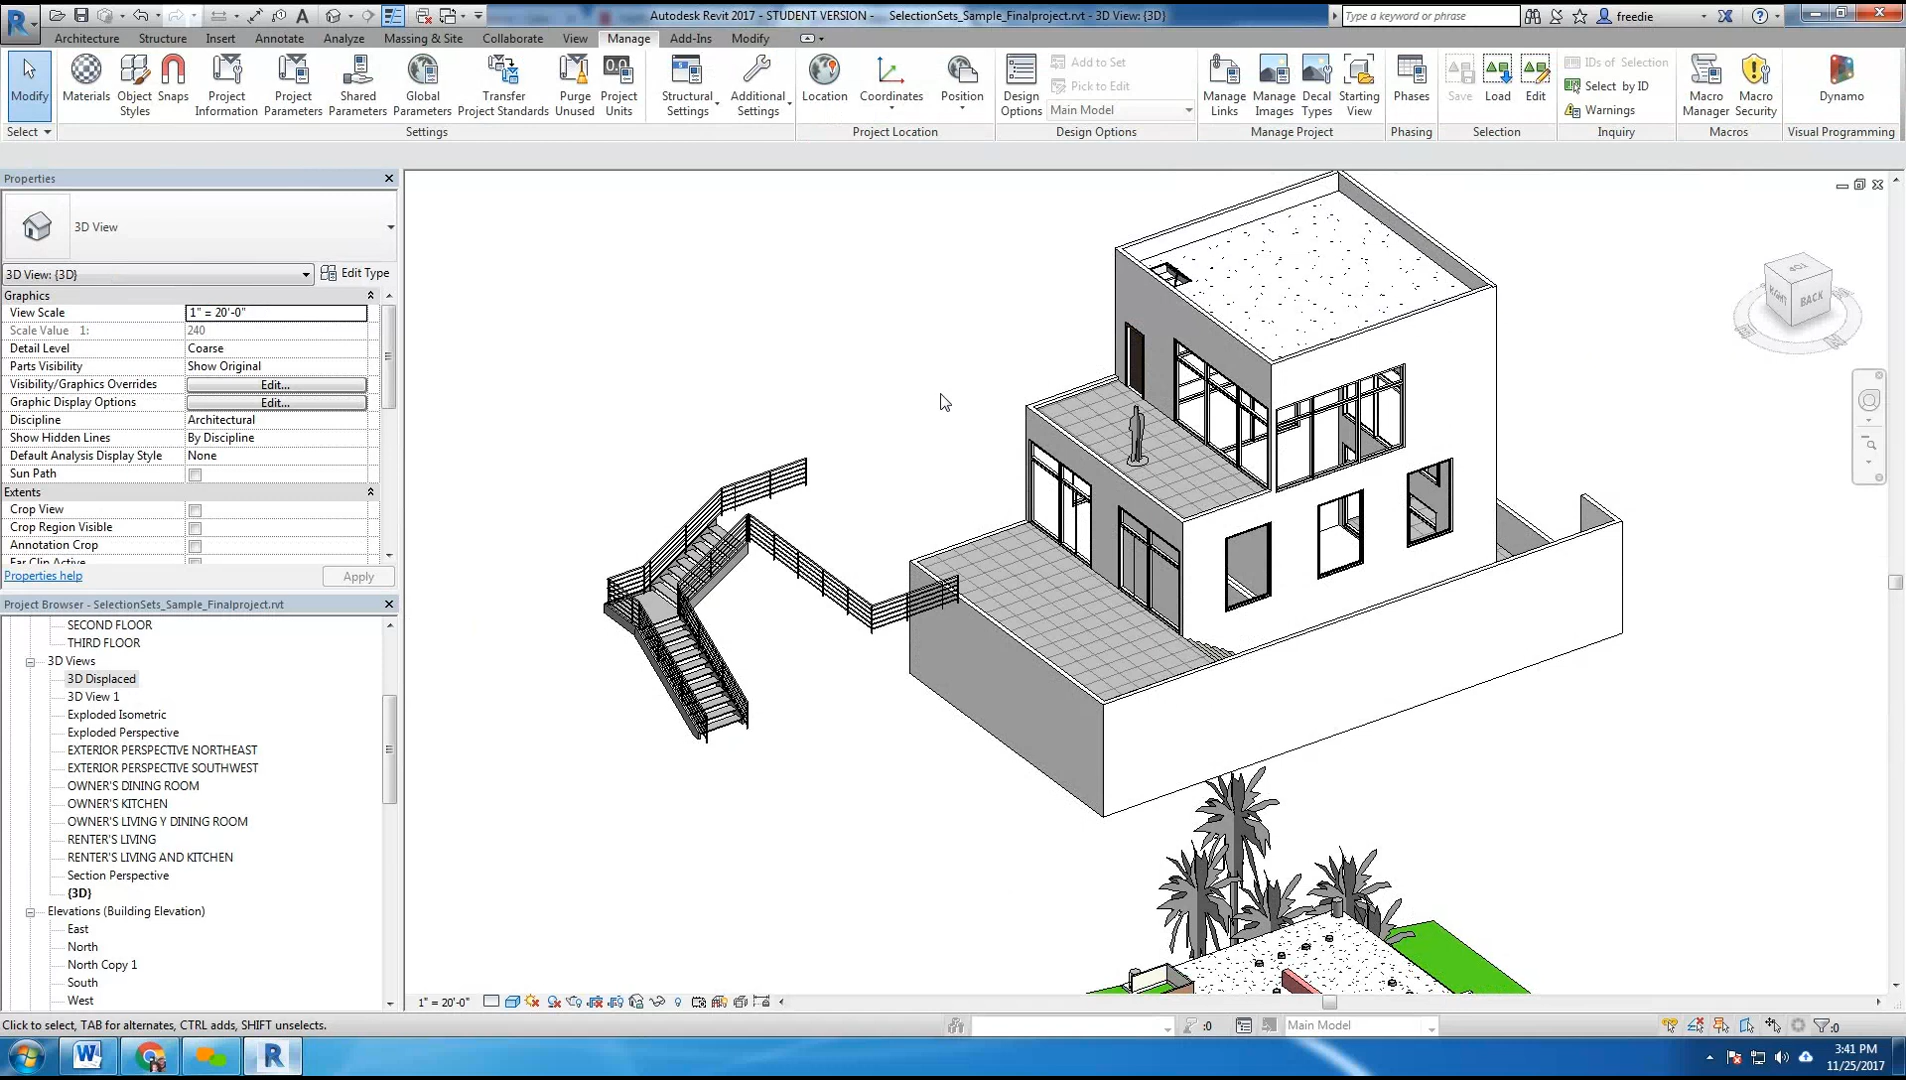 Autodesk Revit 2017 - STUDENT VERSION - SelectionSets_Sample_Finalproject.rvt - 3D View: {3D}
Type a keyword or phrase
freedie
Architecture Structure Insert Annotate Analyze Massing & Site Collaborate View Manage Add-Ins Modify
Modify
Materials
Object Styles
Snaps
Project Information
Project Parameters
Shared Parameters
Global Parameters
Transfer Project Standards
Purge Unused
Project Units
Structural Settings
Additional Settings
Location
Coordinates
Position
Design Options
Add to Set
Pick to Edit
Main Model
Manage Links
Manage Images
Decal Types
Starting View
Phases
Save
Load
Edit
IDs of Selection
Select by ID
Warnings
Macro Manager
Macro Security
Dynamo
Select Settings Project Location Design Options Manage Project Phasing Selection Inquiry Macros Visual Programming
Properties
3D View
3D View: {3D} Edit Type
Graphics
View Scale 1" = 20'-0"
Scale Value 1: 240
Detail Level Coarse
Parts Visibility Show Original
Visibility/Graphics Overrides Edit...
Graphic Display Options Edit...
Discipline Architectural
Show Hidden Lines By Discipline
Default Analysis Display Style None
Sun Path
Extents
Crop View
Crop Region Visible
Annotation Crop
Far Clip Active
Properties help Apply
Project Browser - SelectionSets_Sample_Finalproject.rvt
SECOND FLOOR
THIRD FLOOR
3D Views
3D Displaced
3D View 1
Exploded Isometric
Exploded Perspective
EXTERIOR PERSPECTIVE NORTHEAST
EXTERIOR PERSPECTIVE SOUTHWEST
OWNER'S DINING ROOM
OWNER'S KITCHEN
OWNER'S LIVING Y DINING ROOM
RENTER'S LIVING
RENTER'S LIVING AND KITCHEN
Section Perspective
{3D}
Elevations (Building Elevation)
East
North
North Copy 1
South
West
TOP
RIGHT
BACK
1" = 20'-0"
Click to select, TAB for alternates, CTRL adds, SHIFT unselects.
:0
Main Model
:0
3:41 PM
11/25/2017